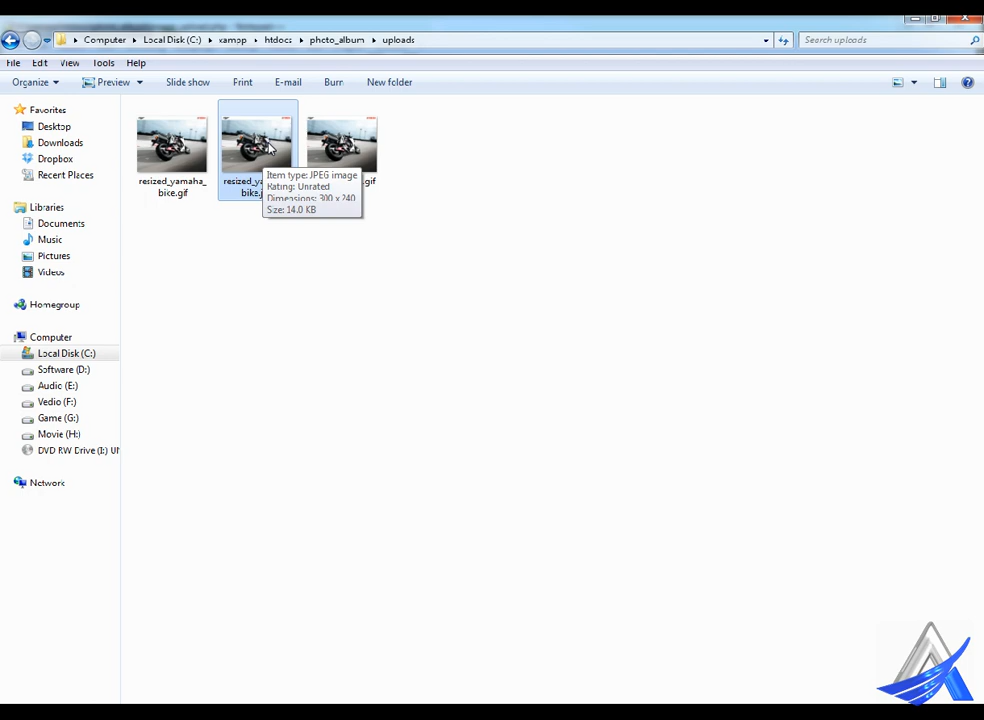 Computer Local Disk (C:) xampp htdocs photo_album uploads
Search uploads
File Edit View Tools Help
Organize Preview Slide show Print E-mail Burn New folder
Favorites
Desktop
Downloads
Dropbox
Recent Places
Libraries
Documents
Music
Pictures
Videos
Homegroup
Computer
Local Disk (C:)
Software (D:)
Audio (E:)
Vedio (F:)
Game (G:)
Movie (H:)
DVD RW Drive (I:)
Network
resized_yamaha_
bike.gif
Item type: JPEG image
Rating: Unrated
Dimensions: 300 x 240
Size: 14.0 KB